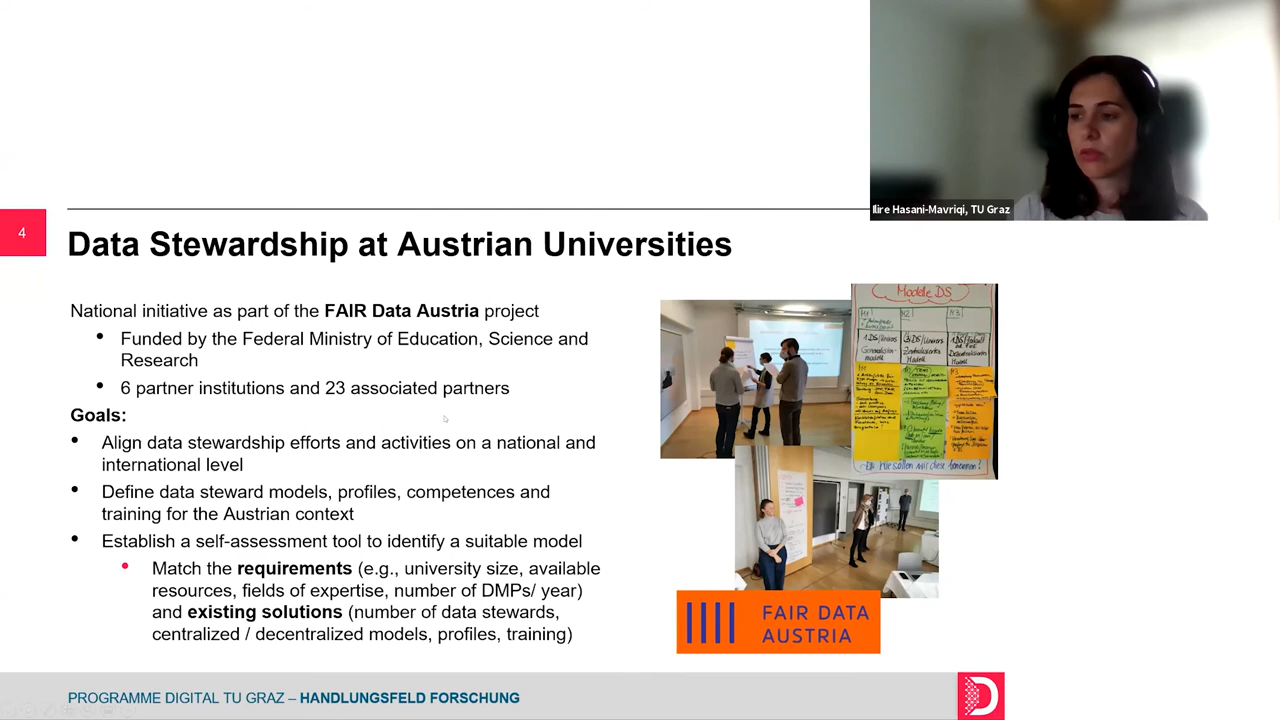 Ilire Hasani-Mavriqi, TU Graz
4
Data Stewardship at Austrian Universities
National initiative as part of the FAIR Data Austria project
• Funded by the Federal Ministry of Education, Science and
Research
• 6 partner institutions and 23 associated partners
Goals:
• Align data stewardship efforts and activities on a national and
international level
• Define data steward models, profiles, competences and
training for the Austrian context
• Establish a self-assessment tool to identify a suitable model
• Match the requirements (e.g., university size, available
resources, fields of expertise, number of DMPs/ year)
and existing solutions (number of data stewards,
centralized / decentralized models, profiles, training)
Modelle DS
FAIR DATA
AUSTRIA
PROGRAMME DIGITAL TU GRAZ – HANDLUNGSFELD FORSCHUNG